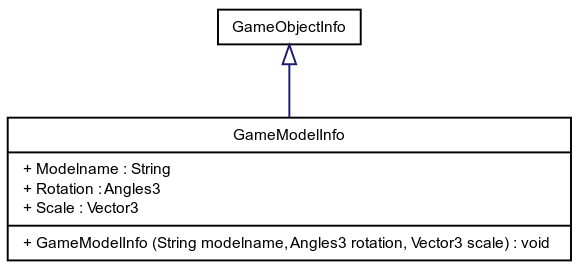 GameObjectInfo
GameModelInfo
+ Modelname : String
+ Rotation : Angles3
+ Scale : Vector3
+ GameModelInfo (String modelname, Angles3 rotation, Vector3 scale) : void